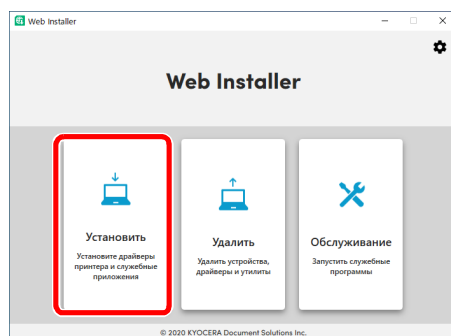 Web Installer
Web Installer
Установить
Установите драйверы
принтера и служебные
приложения
Удалить
Удалить устройства,
драйверы и утилиты
Обслуживание
Запустить служебные
программы
© 2020 KYOCERA Document Solutions Inc.